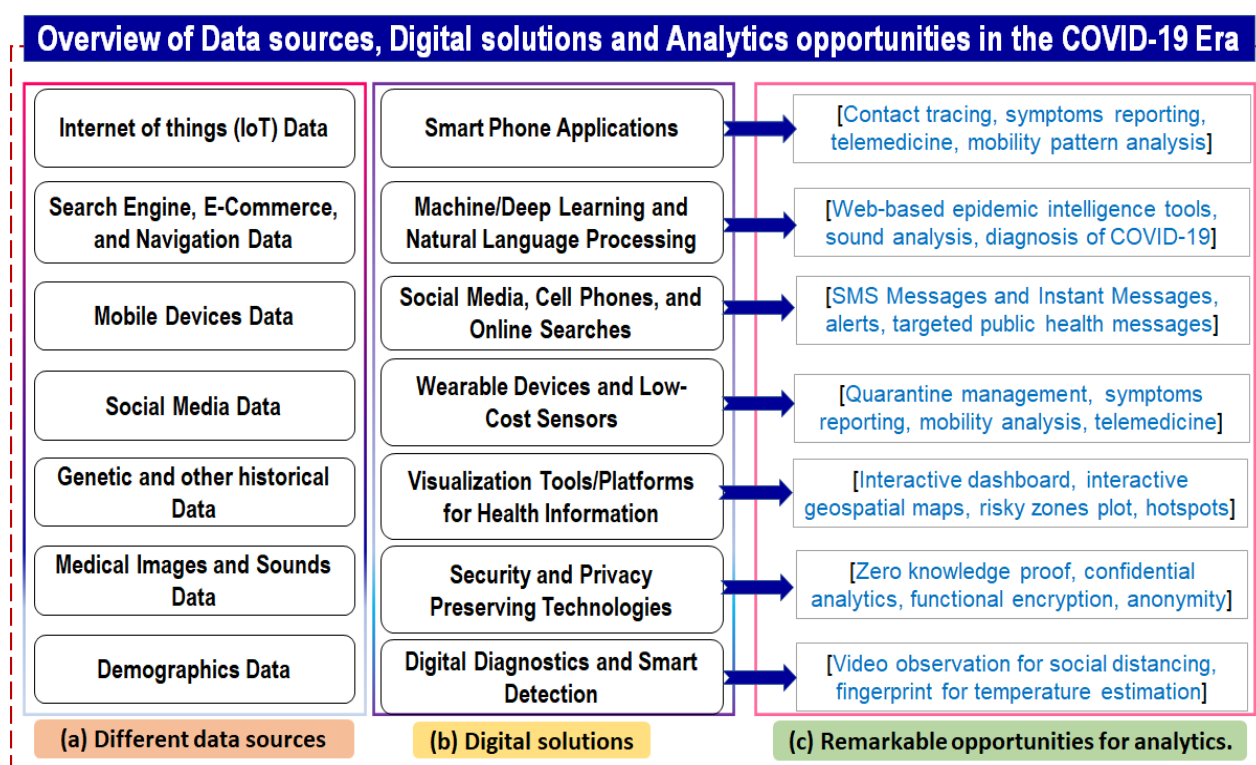 Overview of Data sources, Digital solutions and Analytics opportunities in the COVID-19 Era
Internet of things (IoT) Data
Search Engine, E-Commerce,
and Navigation Data
Mobile Devices Data
Social Media Data
Genetic and other historical
Data
Medical Images and Sounds
Data
Demographics Data
(a) Different data sources
Smart Phone Applications
Machine/Deep Learning and
Natural Language Processing
Social Media, Cell Phones, and
Online Searches
Wearable Devices and Low-
Cost Sensors
Visualization Tools/Platforms
for Health Information
Security and Privacy
Preserving Technologies
Digital Diagnostics and Smart
Detection
(b) Digital solutions
[Contact tracing, symptoms reporting,
telemedicine, mobility pattern analysis]
[Web-based epidemic intelligence tools,
sound analysis, diagnosis of COVID-19]
[SMS Messages and Instant Messages,
alerts, targeted public health messages]
[Quarantine management, symptoms
reporting, mobility analysis, telemedicine]
[Interactive dashboard, interactive
geospatial maps, risky zones plot, hotspots]
[Zero knowledge proof, confidential
analytics, functional encryption, anonymity]
[Video observation for social distancing,
fingerprint for temperature estimation]
(c) Remarkable opportunities for analytics.